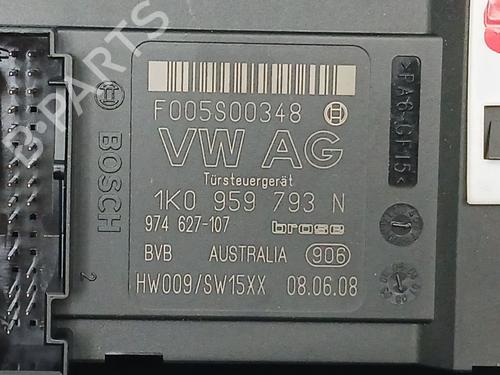 F005S00348
VW AG
Türsteuergerät
1K0 959 793 N
974 627-107 brose
BVB AUSTRALIA 906
HW009/SW15XX 08.06.08
BOSCH
2
>PA6-GF15<
B-PARTS